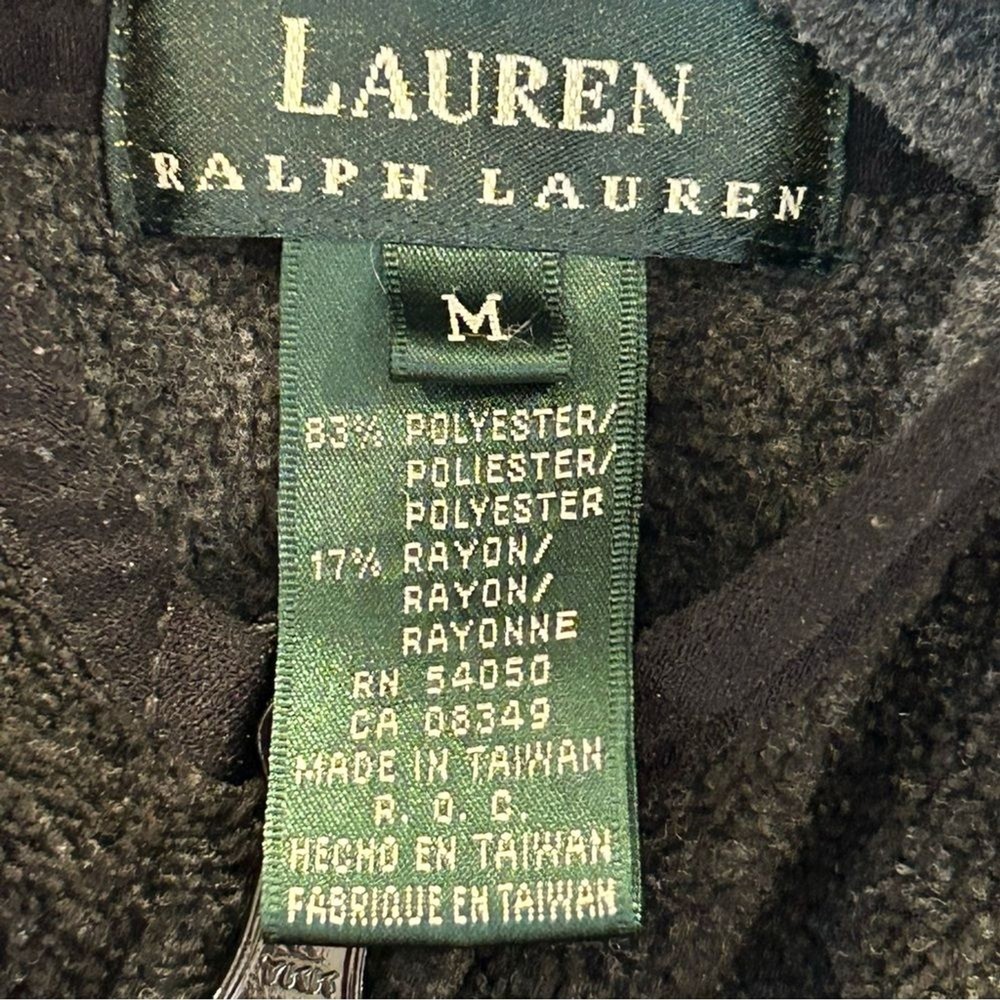 LAUREN
RALPH LAUREN
M
83% POLYESTER/
POLIESTER/
POLYESTER
17% RAYON/
RAYON/
RAYONNE
RN 54050
CA 08349
MADE IN TAIWAN
R. O. C.
HECHO EN TAIWAN
FABRIQUE EN TAIWAN